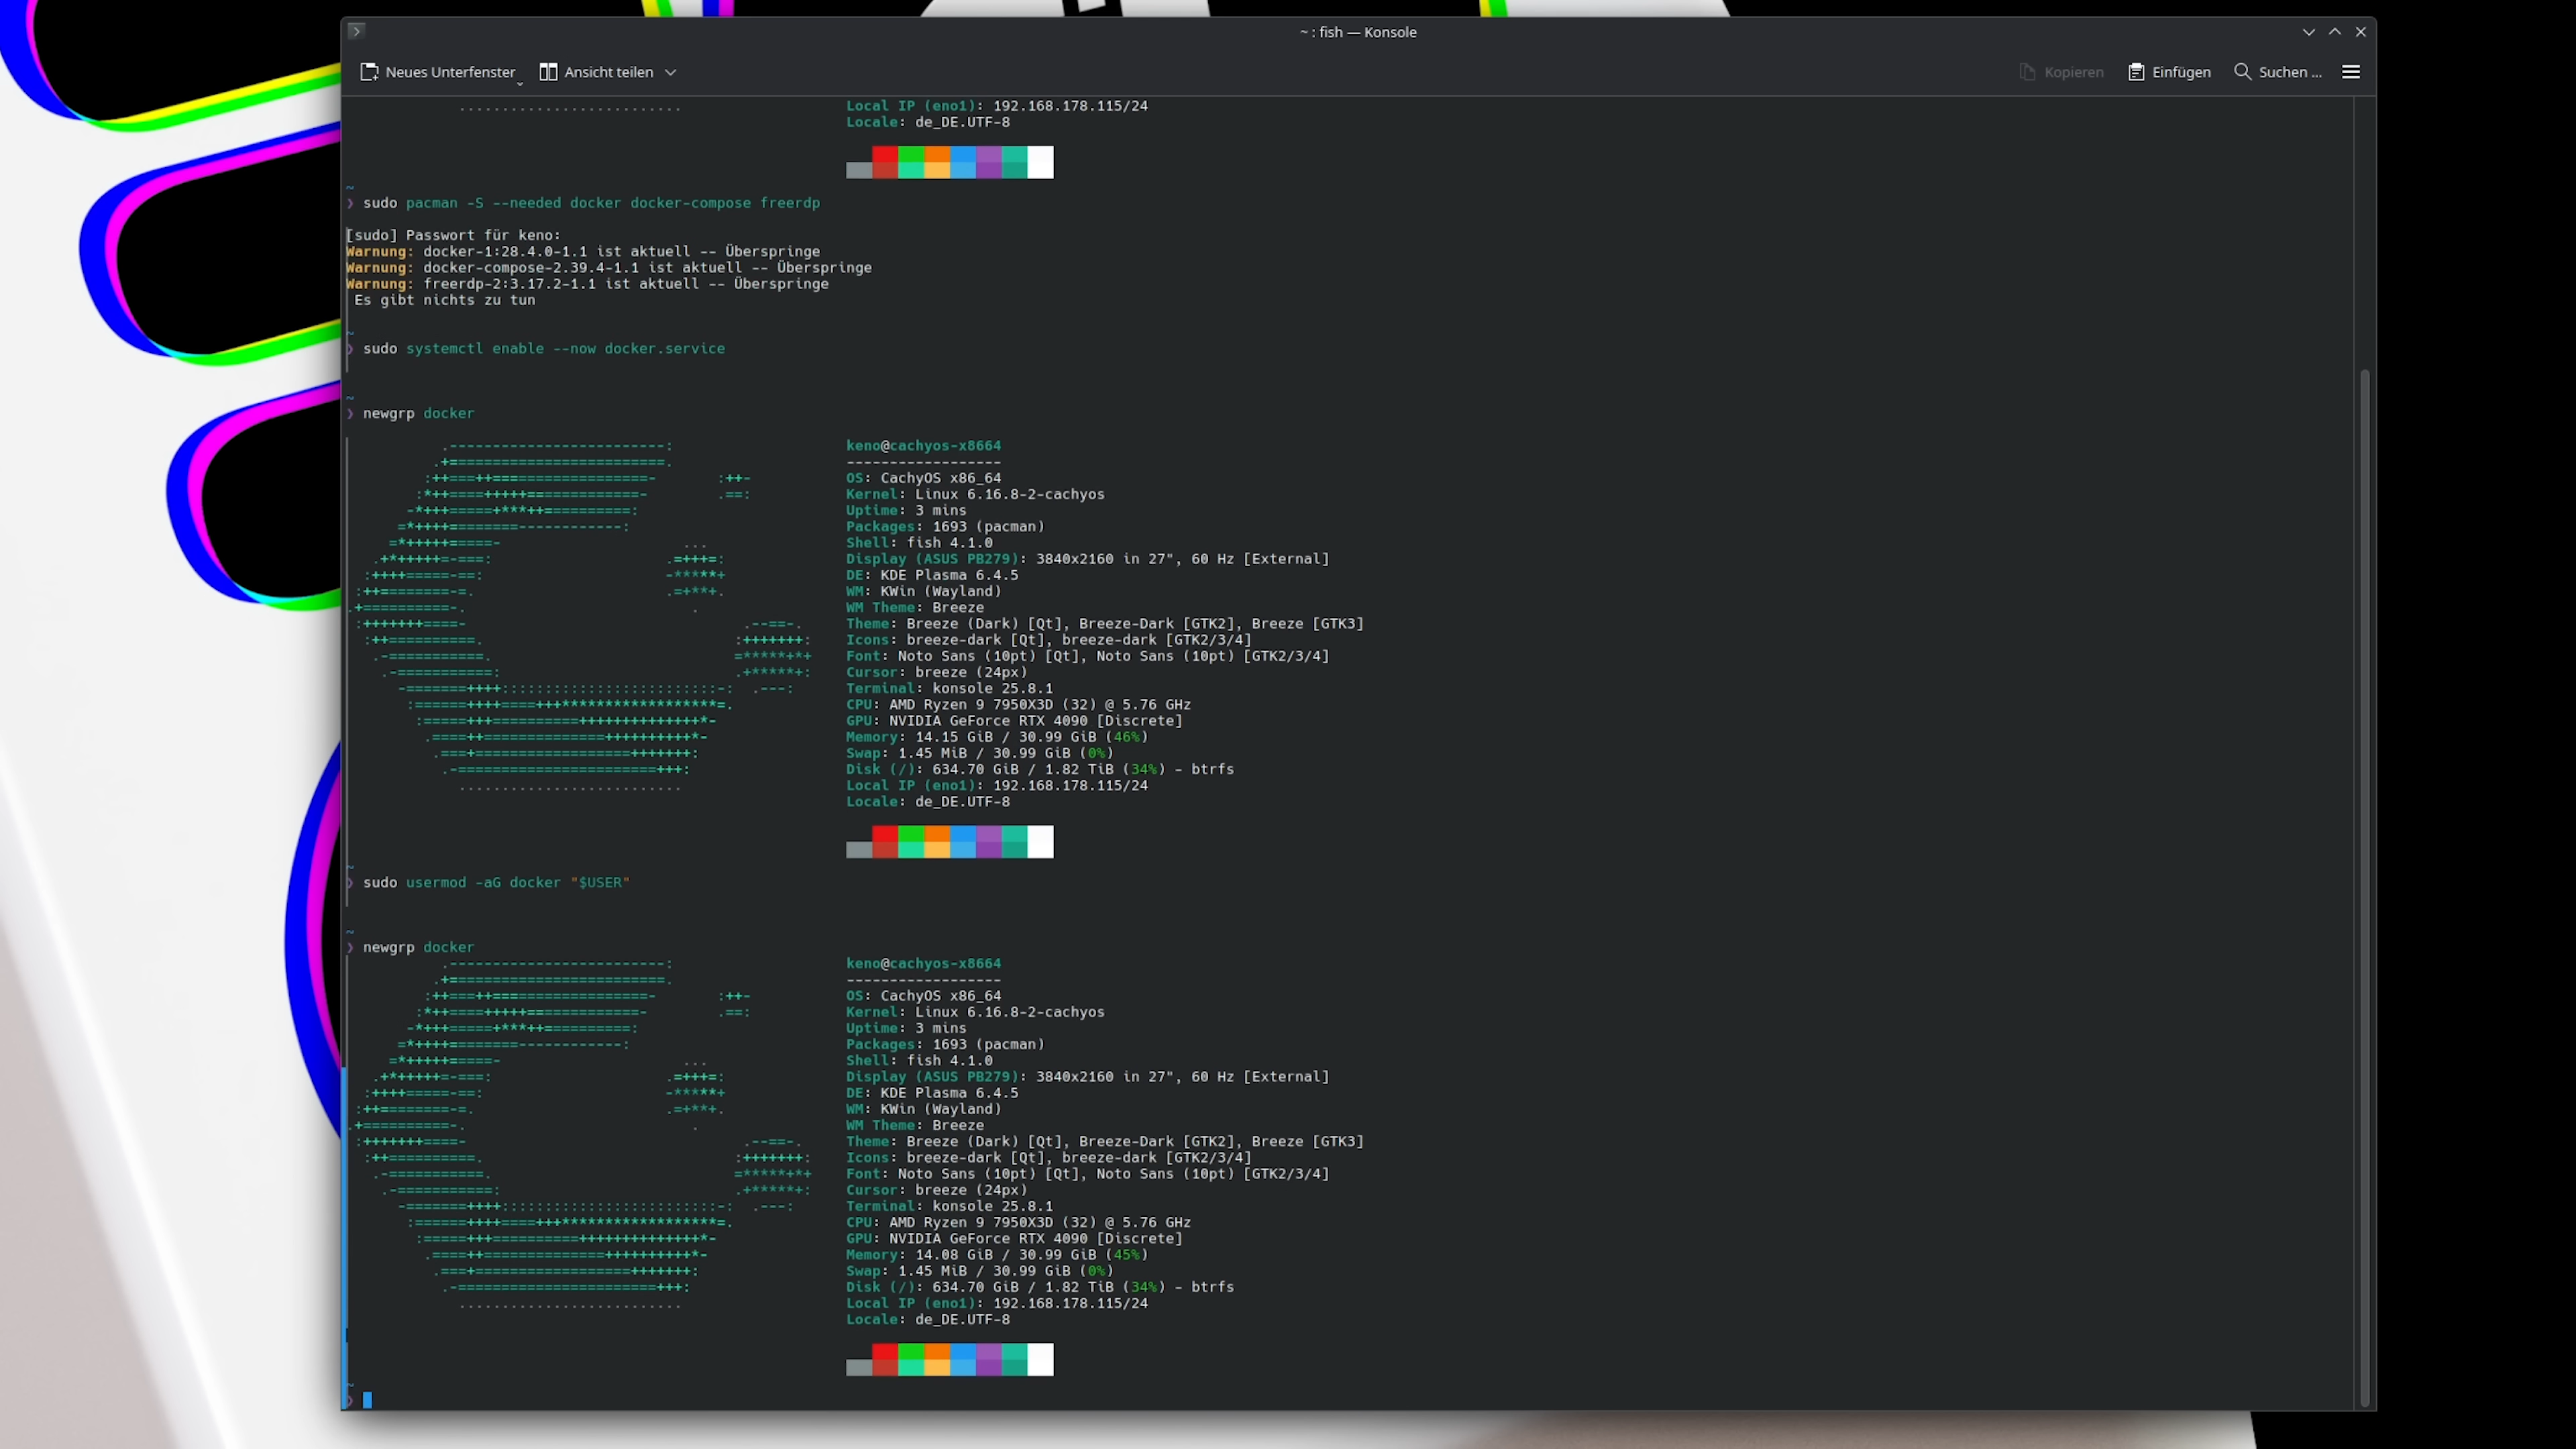 ~ : fish — Konsole
Neues Unterfenster Ansicht teilen Kopieren Einfügen Suchen ...
Local IP (eno1): 192.168.178.115/24
Locale: de_DE.UTF-8
~
❯ sudo pacman -S --needed docker docker-compose freerdp
[sudo] Passwort für keno:
Warnung: docker-1:28.4.0-1.1 ist aktuell -- Überspringe
Warnung: docker-compose-2.39.4-1.1 ist aktuell -- Überspringe
Warnung: freerdp-2:3.17.2-1.1 ist aktuell -- Überspringe
Es gibt nichts zu tun
~
❯ sudo systemctl enable --now docker.service
~
❯ newgrp docker
keno@cachyos-x8664
------------------
OS: CachyOS x86_64
Kernel: Linux 6.16.8-2-cachyos
Uptime: 3 mins
Packages: 1693 (pacman)
Shell: fish 4.1.0
Display (ASUS PB279): 3840x2160 in 27", 60 Hz [External]
DE: KDE Plasma 6.4.5
WM: KWin (Wayland)
WM Theme: Breeze
Theme: Breeze (Dark) [Qt], Breeze-Dark [GTK2], Breeze [GTK3]
Icons: breeze-dark [Qt], breeze-dark [GTK2/3/4]
Font: Noto Sans (10pt) [Qt], Noto Sans (10pt) [GTK2/3/4]
Cursor: breeze (24px)
Terminal: konsole 25.8.1
CPU: AMD Ryzen 9 7950X3D (32) @ 5.76 GHz
GPU: NVIDIA GeForce RTX 4090 [Discrete]
Memory: 14.15 GiB / 30.99 GiB (46%)
Swap: 1.45 MiB / 30.99 GiB (0%)
Disk (/): 634.70 GiB / 1.82 TiB (34%) - btrfs
Local IP (eno1): 192.168.178.115/24
Locale: de_DE.UTF-8
~
❯ sudo usermod -aG docker "$USER"
~
❯ newgrp docker
keno@cachyos-x8664
------------------
OS: CachyOS x86_64
Kernel: Linux 6.16.8-2-cachyos
Uptime: 3 mins
Packages: 1693 (pacman)
Shell: fish 4.1.0
Display (ASUS PB279): 3840x2160 in 27", 60 Hz [External]
DE: KDE Plasma 6.4.5
WM: KWin (Wayland)
WM Theme: Breeze
Theme: Breeze (Dark) [Qt], Breeze-Dark [GTK2], Breeze [GTK3]
Icons: breeze-dark [Qt], breeze-dark [GTK2/3/4]
Font: Noto Sans (10pt) [Qt], Noto Sans (10pt) [GTK2/3/4]
Cursor: breeze (24px)
Terminal: konsole 25.8.1
CPU: AMD Ryzen 9 7950X3D (32) @ 5.76 GHz
GPU: NVIDIA GeForce RTX 4090 [Discrete]
Memory: 14.08 GiB / 30.99 GiB (45%)
Swap: 1.45 MiB / 30.99 GiB (0%)
Disk (/): 634.70 GiB / 1.82 TiB (34%) - btrfs
Local IP (eno1): 192.168.178.115/24
Locale: de_DE.UTF-8
~
❯